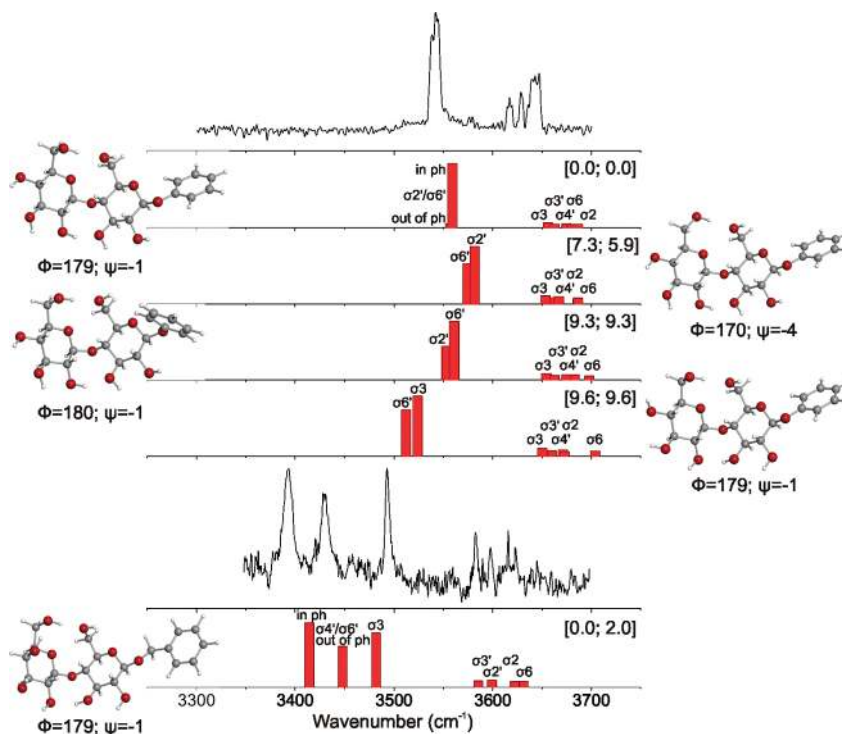 in ph
σ2'/σ6'
out of ph
[0.0; 0.0]
σ3'
σ6
σ3
σ4'
σ2
Φ=179; ψ=-1
σ2'
σ6'
[7.3; 5.9]
σ3'
σ2
σ3
σ4'
σ6
Φ=170; ψ=-4
σ6'
σ2'
[9.3; 9.3]
σ3'
σ2
σ3
σ4'
σ6
Φ=180; ψ=-1
σ3
σ6'
[9.6; 9.6]
σ3'
σ2
σ3
σ4'
σ6
Φ=179; ψ=-1
in ph
σ4'/σ6'
out of ph
σ3
[0.0; 2.0]
σ3'
σ2
σ2'
σ6
Φ=179; ψ=-1
3300
3400
3500
3600
3700
Wavenumber (cm⁻¹)